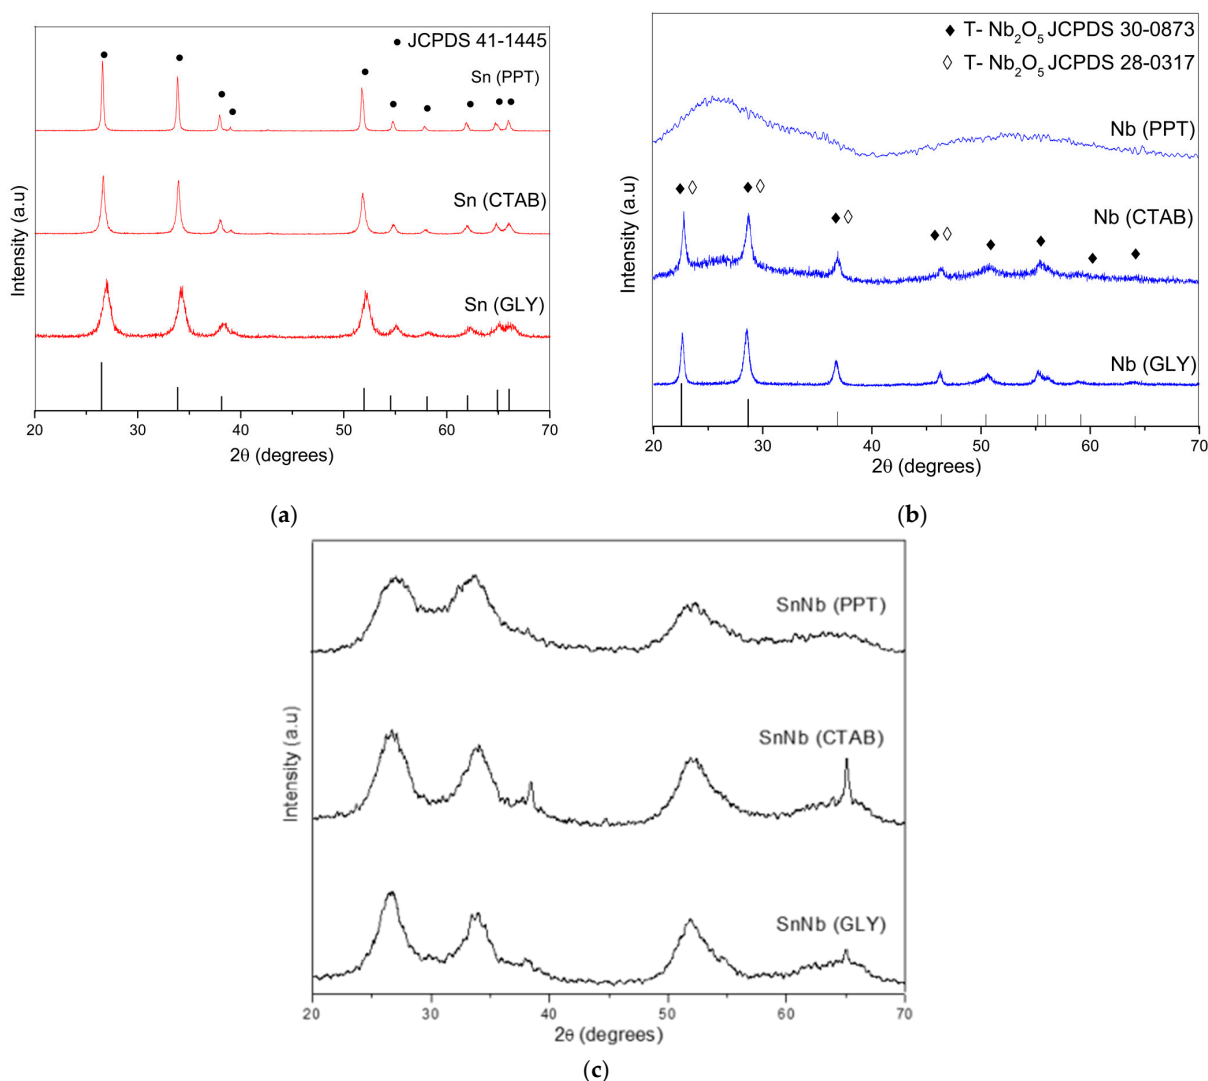 ● JCPDS 41-1445
Sn (PPT)
Sn (CTAB)
Sn (GLY)
Intensity (a.u)
20 30 40 50 60 70
2θ (degrees)
(a)
◆ T- Nb₂O₅ JCPDS 30-0873
◇ T- Nb₂O₅ JCPDS 28-0317
Nb (PPT)
Nb (CTAB)
Nb (GLY)
Intensity (a.u)
20 30 40 50 60 70
2θ (degrees)
(b)
SnNb (PPT)
SnNb (CTAB)
SnNb (GLY)
Intensity (a.u)
20 30 40 50 60 70
2θ (degrees)
(c)